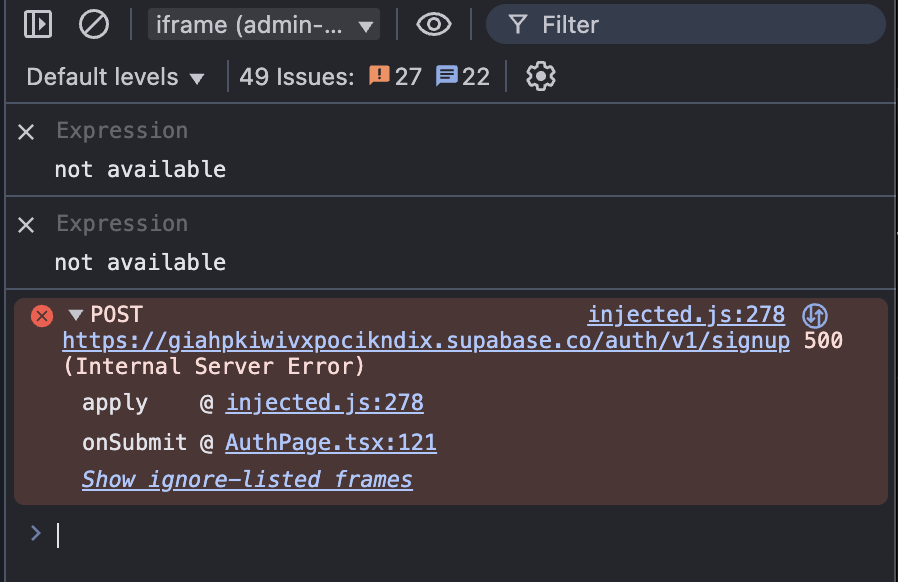 iframe (admin-... ▼ Filter
Default levels ▼ 49 Issues: 27 22
Expression
not available
Expression
not available
▼ POST injected.js:278
https://giahpkiwivxpocikndix.supabase.co/auth/v1/signup 500
(Internal Server Error)
apply @ injected.js:278
onSubmit @ AuthPage.tsx:121
Show ignore-listed frames
>